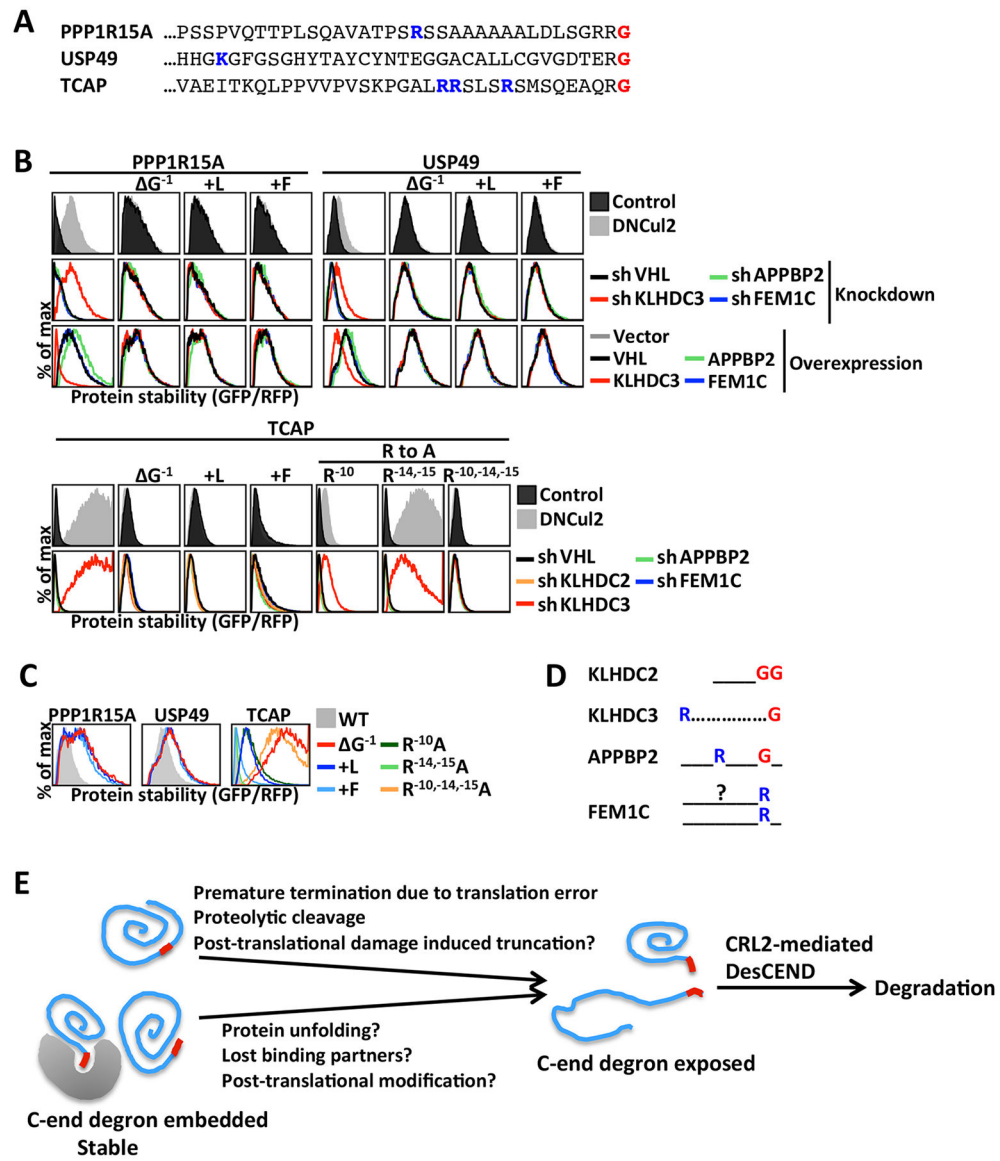 A
PPP1R15A ...PSSPVQTTPLSQAVATPSRSSAAAAAALDLSGRRG
USP49 ...HHGKGFGSGHYTAYCYNTEGGACALLCGVGDTERG
TCAP ...VAEITKQLPPVVPVSKPGALRRSLSRSMSQEAQRG
B
PPP1R15A USP49
ΔG-1 +L +F ΔG-1 +L +F
Control
DNCul2
sh VHL sh APPBP2
sh KLHDC3 sh FEM1C
Knockdown
Vector
VHL APPBP2
KLHDC3 FEM1C
Overexpression
% of max
Protein stability (GFP/RFP)
TCAP
R to A
ΔG-1 +L +F R-10 R-14,-15 R-10,-14,-15
Control
DNCul2
sh VHL sh APPBP2
sh KLHDC2 sh FEM1C
sh KLHDC3
% of max
Protein stability (GFP/RFP)
C
PPP1R15A USP49 TCAP
WT
ΔG-1 R-10A
+L R-14,-15A
+F R-10,-14,-15A
% of max
Protein stability (GFP/RFP)
D
KLHDC2 ____GG
KLHDC3 R...............G
APPBP2 ___R___G_
FEM1C
?
_______R
_______R_
E
Premature termination due to translation error
Proteolytic cleavage
Post-translational damage induced truncation?
CRL2-mediated
DesCEND
Degradation
Protein unfolding?
Lost binding partners?
Post-translational modification?
C-end degron exposed
C-end degron embedded
Stable